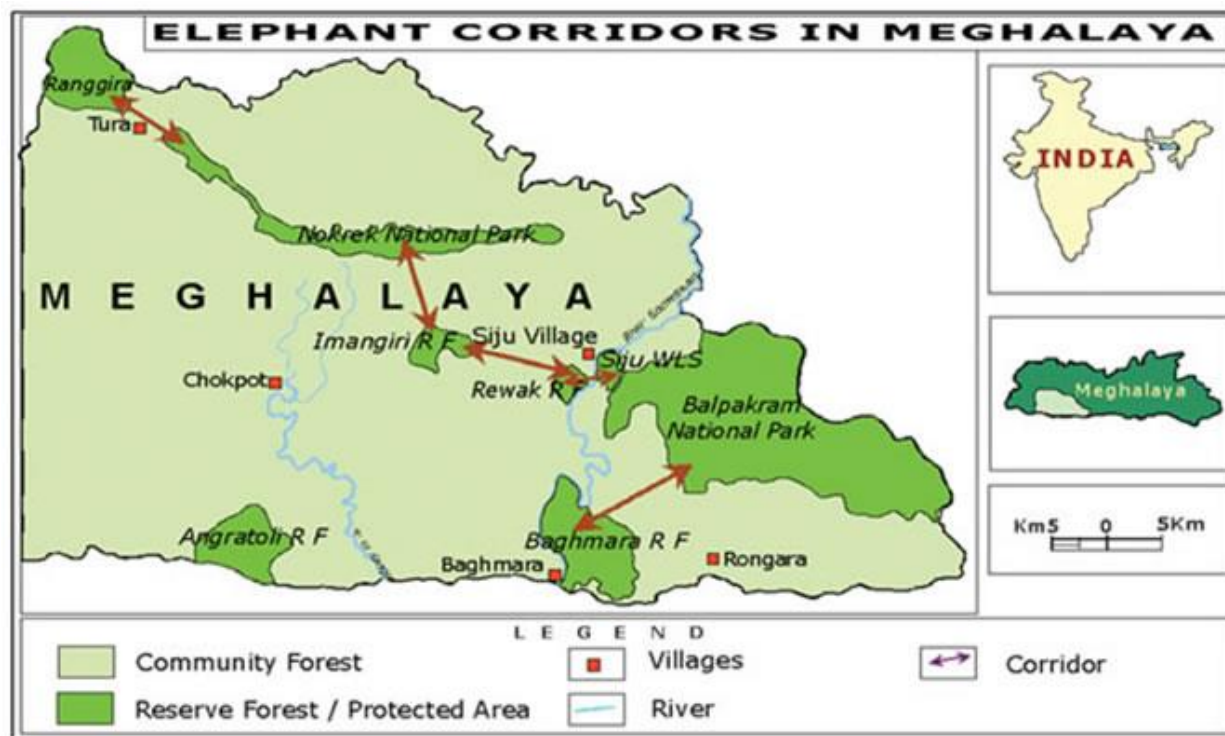 ELEPHANT CORRIDORS IN MEGHALAYA
Ranggira
Tura
Nokrek National Park
MEGHALAYA
Imangiri R F
Siju Village
River
Siju WLS
Chokpot
Rewak R F
Balpakram
National Park
Angratoli R F
Baghmara R F
Baghmara
Rongara
INDIA
Meghalaya
Km5 0 5Km
LEGEND
Community Forest
Villages
Corridor
Reserve Forest / Protected Area
River